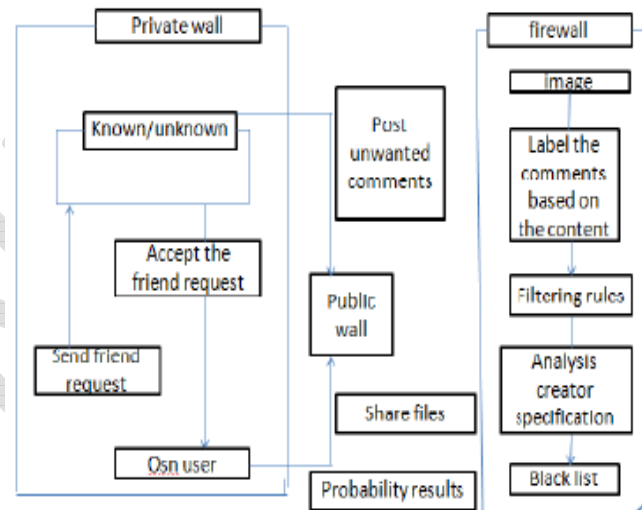 Private wall
Known/unknown
Accept the
friend request
Send friend
request
Osn user
Post
unwanted
comments
Public
wall
Share files
Probability results
firewall
image
Label the
comments
based on
the content
Filtering rules
Analysis
creator
specification
Black list